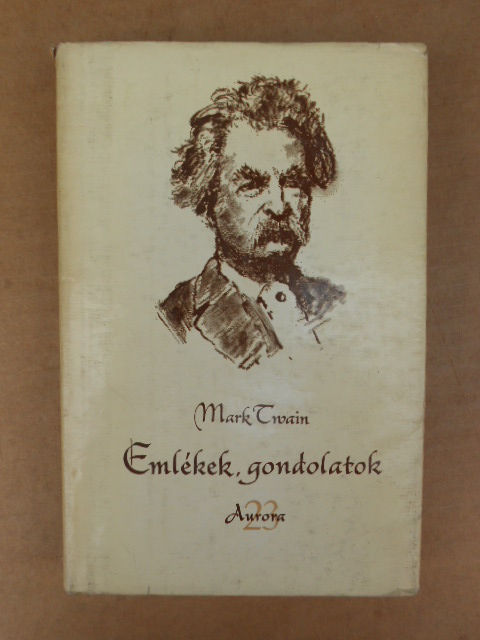 Mark Twain
Emlékek, gondolatok
Aurora
23